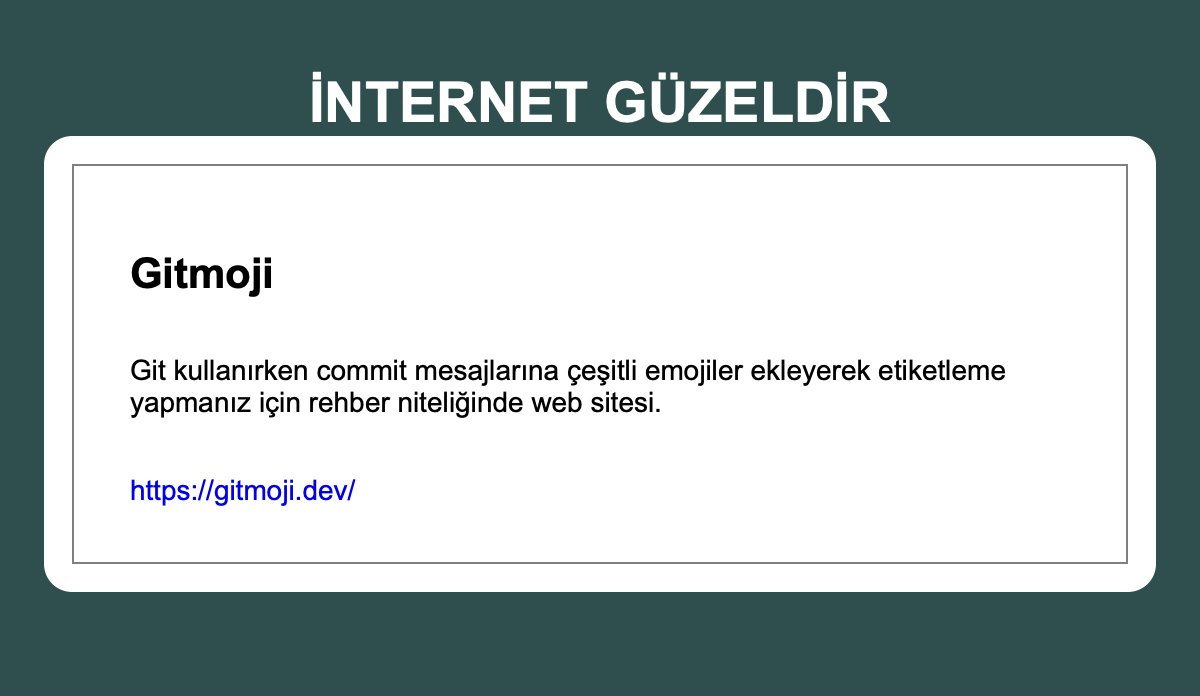 İNTERNET GÜZELDİR
Gitmoji
Git kullanırken commit mesajlarına çeşitli emojiler ekleyerek etiketleme
yapmanız için rehber niteliğinde web sitesi.
https://gitmoji.dev/